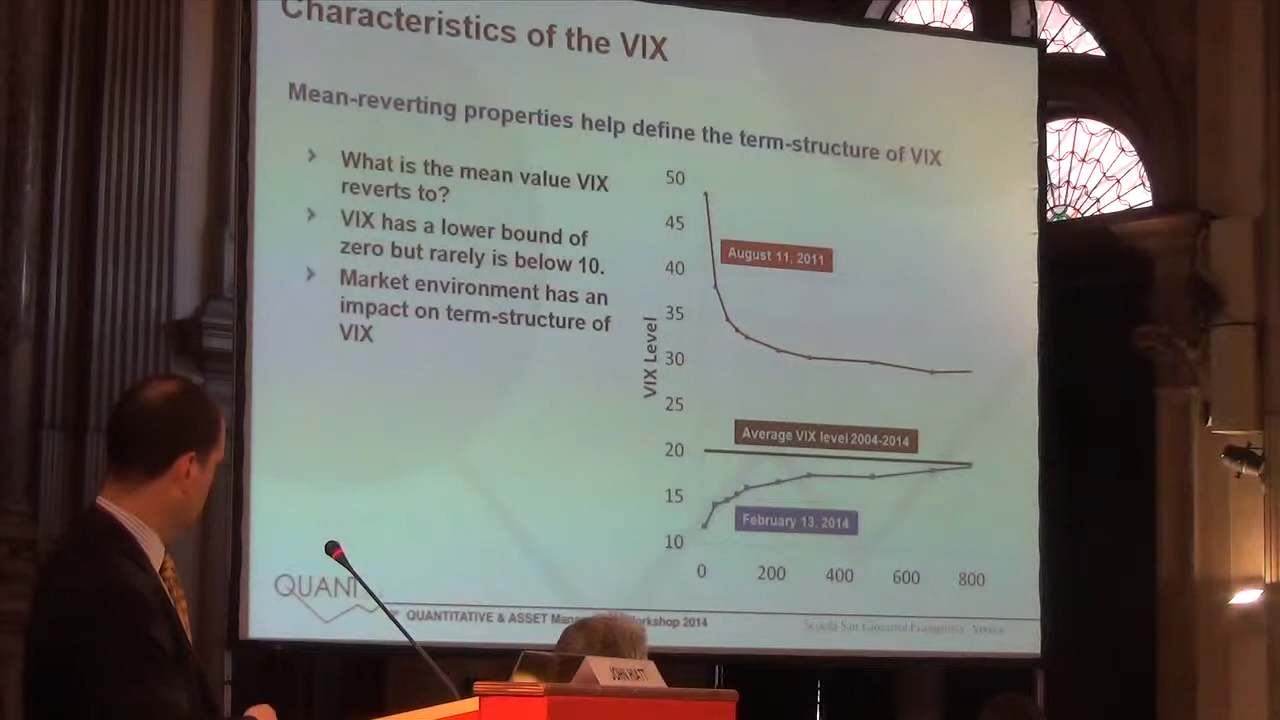 Characteristics of the VIX
Mean-reverting properties help define the term-structure of VIX
What is the mean value VIX
reverts to?
VIX has a lower bound of
zero but rarely is below 10.
Market environment has an
impact on term-structure of
VIX
VIX Level
50
45
40
35
30
25
20
15
10
August 11, 2011
Average VIX level 2004-2014
February 13, 2014
0 200 400 600 800
QUANT
QUANTITATIVE & ASSET Workshop 2014
Scuola San Giovanni Evangelista Venice
JOHN HIATT